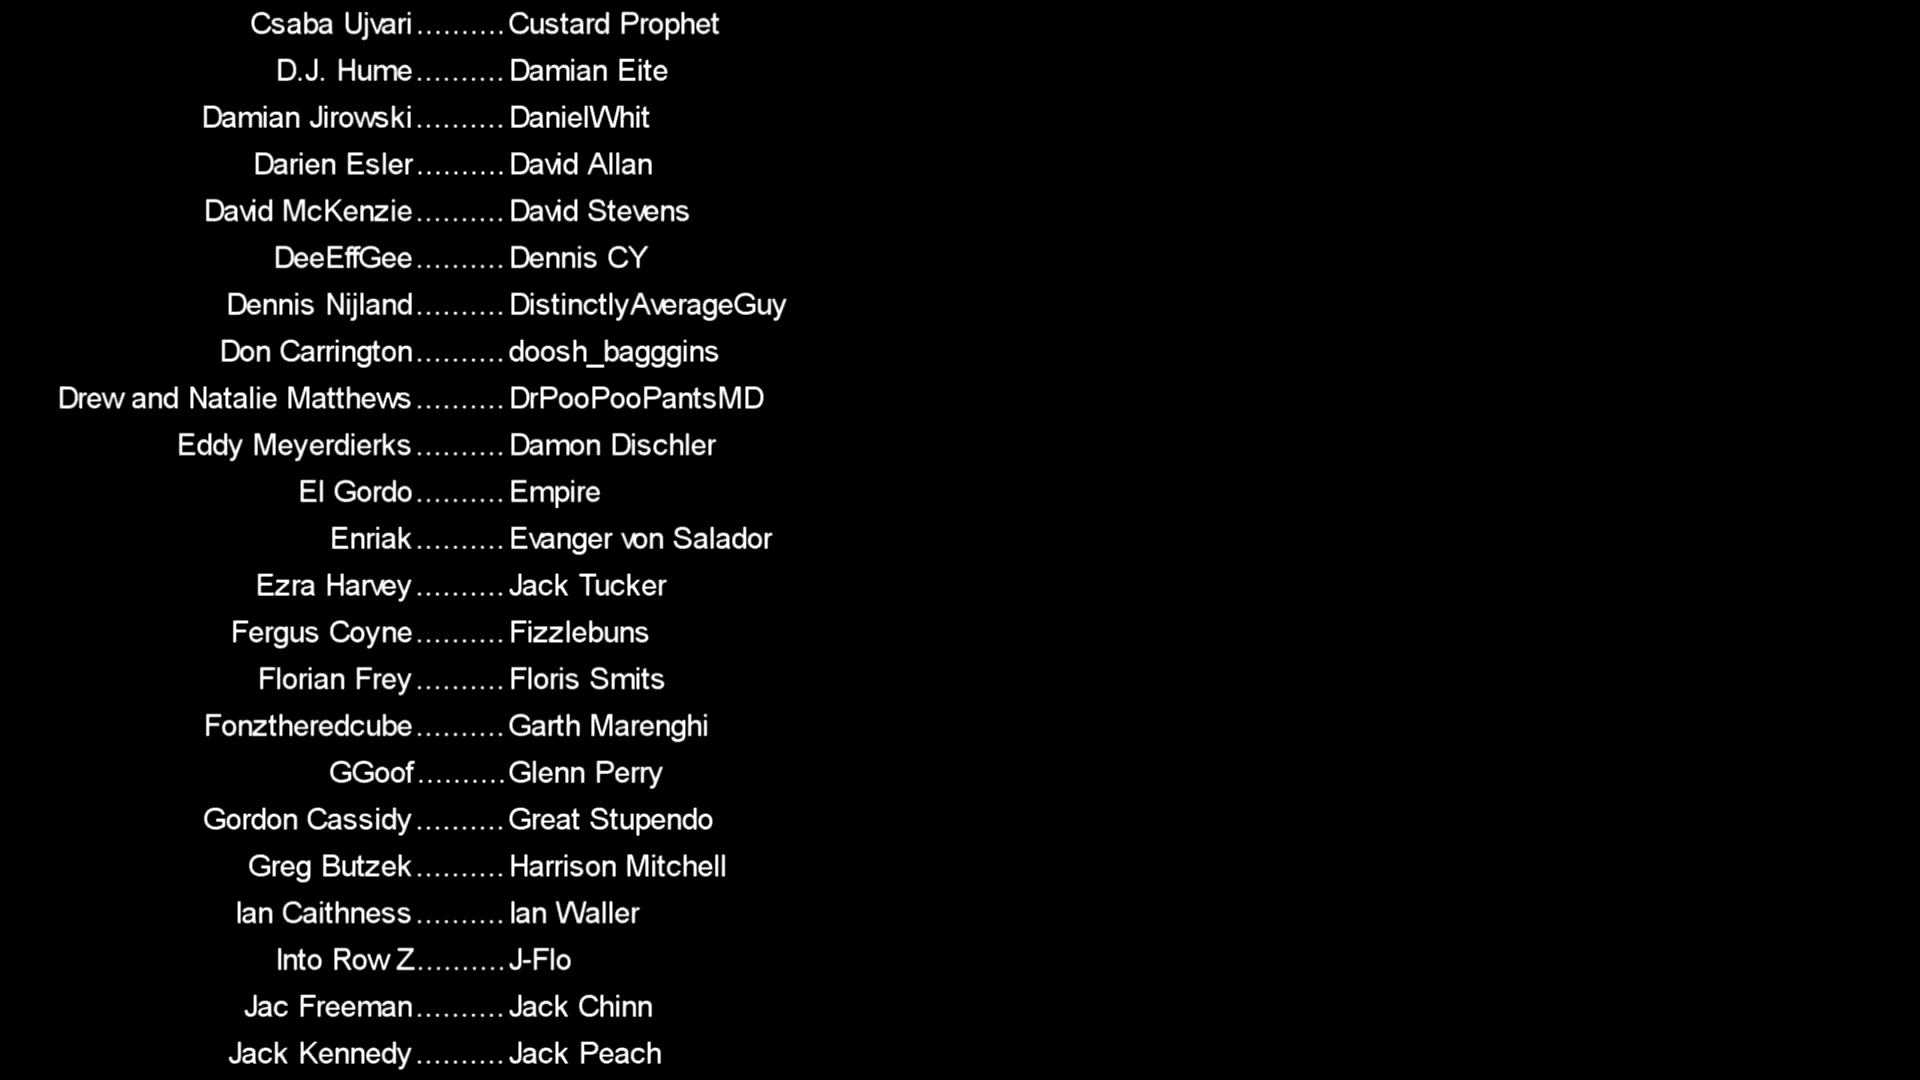 Csaba Ujvari..........Custard Prophet
D.J. Hume..........Damian Eite
Damian Jirowski..........DanielWhit
Darien Esler..........David Allan
David McKenzie..........David Stevens
DeeEffGee..........Dennis CY
Dennis Nijland..........DistinctlyAverageGuy
Don Carrington..........doosh_bagggins
Drew and Natalie Matthews..........DrPooPooPantsMD
Eddy Meyerdierks..........Damon Dischler
El Gordo..........Empire
Enriak..........Evanger von Salador
Ezra Harvey..........Jack Tucker
Fergus Coyne..........Fizzlebuns
Florian Frey..........Floris Smits
Fonztheredcube..........Garth Marenghi
GGoof..........Glenn Perry
Gordon Cassidy..........Great Stupendo
Greg Butzek..........Harrison Mitchell
Ian Caithness..........Ian Waller
Into Row Z..........J-Flo
Jac Freeman..........Jack Chinn
Jack Kennedy..........Jack Peach